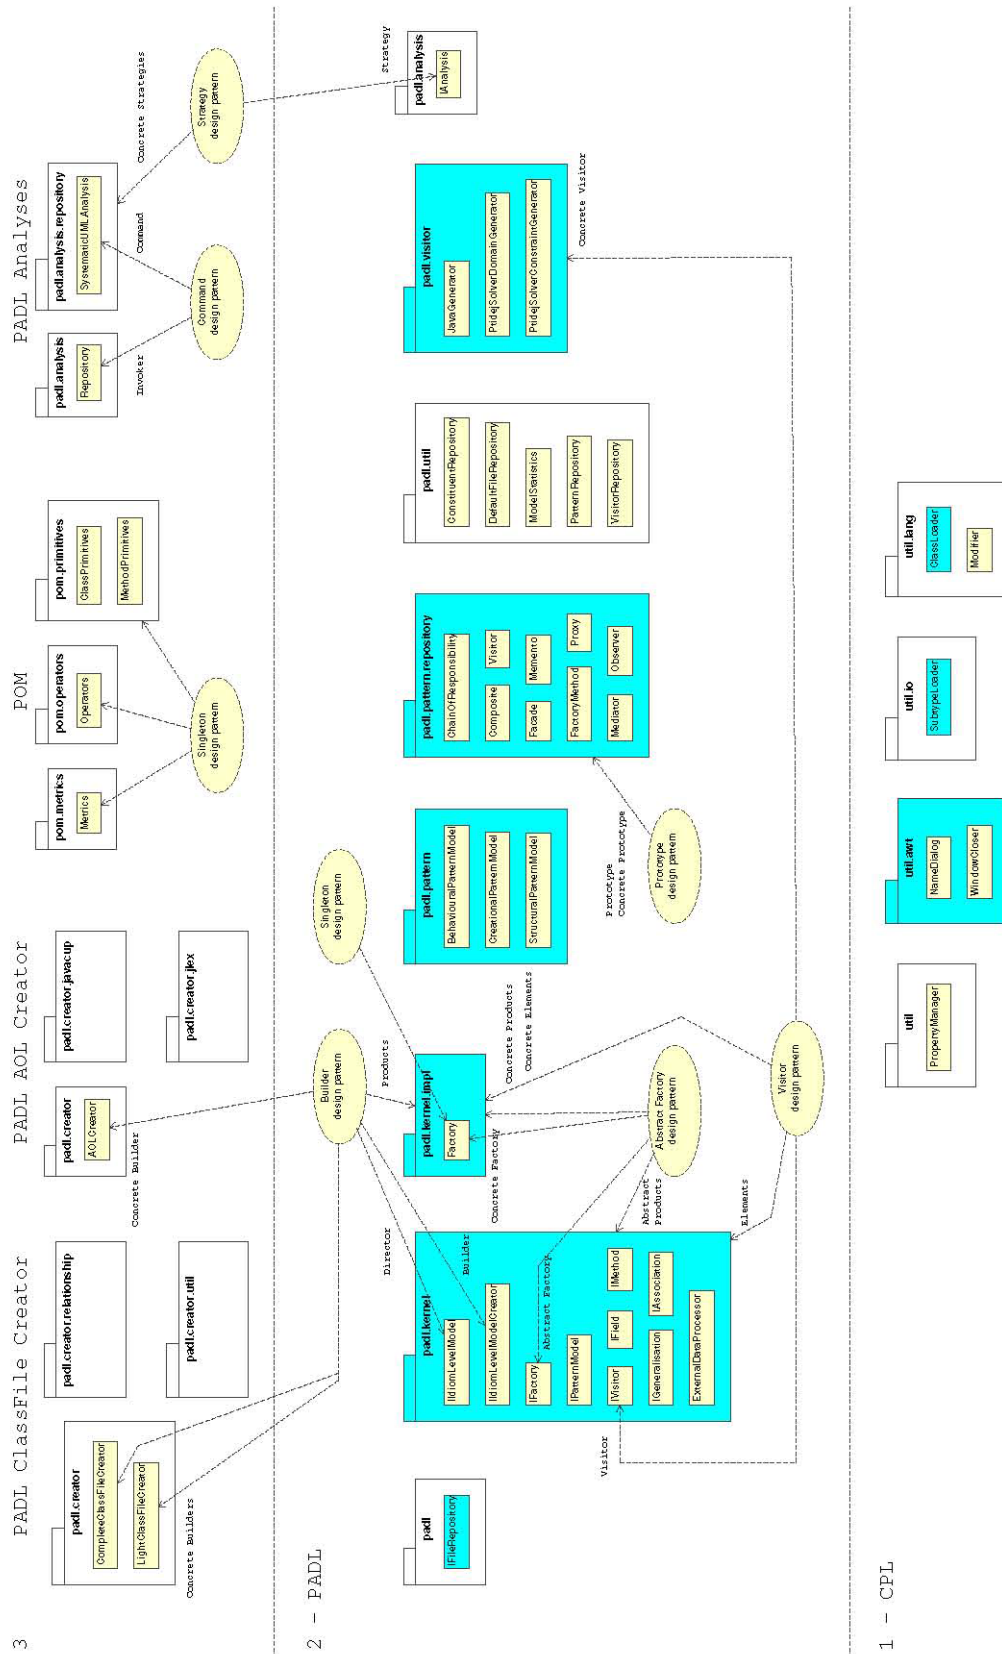 3
PADL ClassFile Creator
PADL AOL Creator
POM
PADL Analyses
padl.creator
CompleteClassFileCreator
LightClassFileCreator
Concrete Builders
padl.creator.relationship
padl.creator.util
padl.creator
AOLCreator
Concrete Builder
padl.creator.javacup
padl.creator.jlex
pom.metrics
Metrics
pom.operators
Operators
pom.primitives
ClassPrimitives
MethodPrimitives
Singleton
design pattern
padl.analysis
Repository
Invoker
padl.analysis.repository
SystematicUMLAnalysis
Command
Concrete Strategies
Command
design pattern
Strategy
design pattern
2 - PADL
Builder
design pattern
Singleton
design pattern
Products
Director
Builder
Strategy
padl
IFileRepository
padl.kernel
IIdiomLevelModel
IIdiomLevelModelCreator
IFactory
Abstract Factory
IPatternModel
IVisitor
IField
IMethod
IGeneralisation
IAssociation
ExternalDataProcessor
Visitor
Abstract
Products
Elements
padl.kernel.impl
Factory
Concrete Factory
Concrete Products
Concrete Elements
Abstract Factory
design pattern
Visitor
design pattern
padl.pattern
BehaviouralPatternModel
CreationalPatternModel
StructuralPatternModel
Prototype
Concrete Prototype
Prototype
design pattern
padl.pattern.repository
ChainOfResponsibility
Composite
Visitor
Facade
Memento
FactoryMethod
Proxy
Mediator
Observer
padl.util
ConstituentRepository
DefaultFileRepository
ModelStatistics
PatternRepository
VisitorRepository
padl.visitor
JavaGenerator
PtidejSolverDomainGenerator
PtidejSolverConstraintGenerator
Concrete Visitor
padl.analysis
IAnalysis
1 - CPL
util
PropertyManager
util.awt
NameDialog
WindowCloser
util.io
SubtypeLoader
util.lang
ClassLoader
Modifier